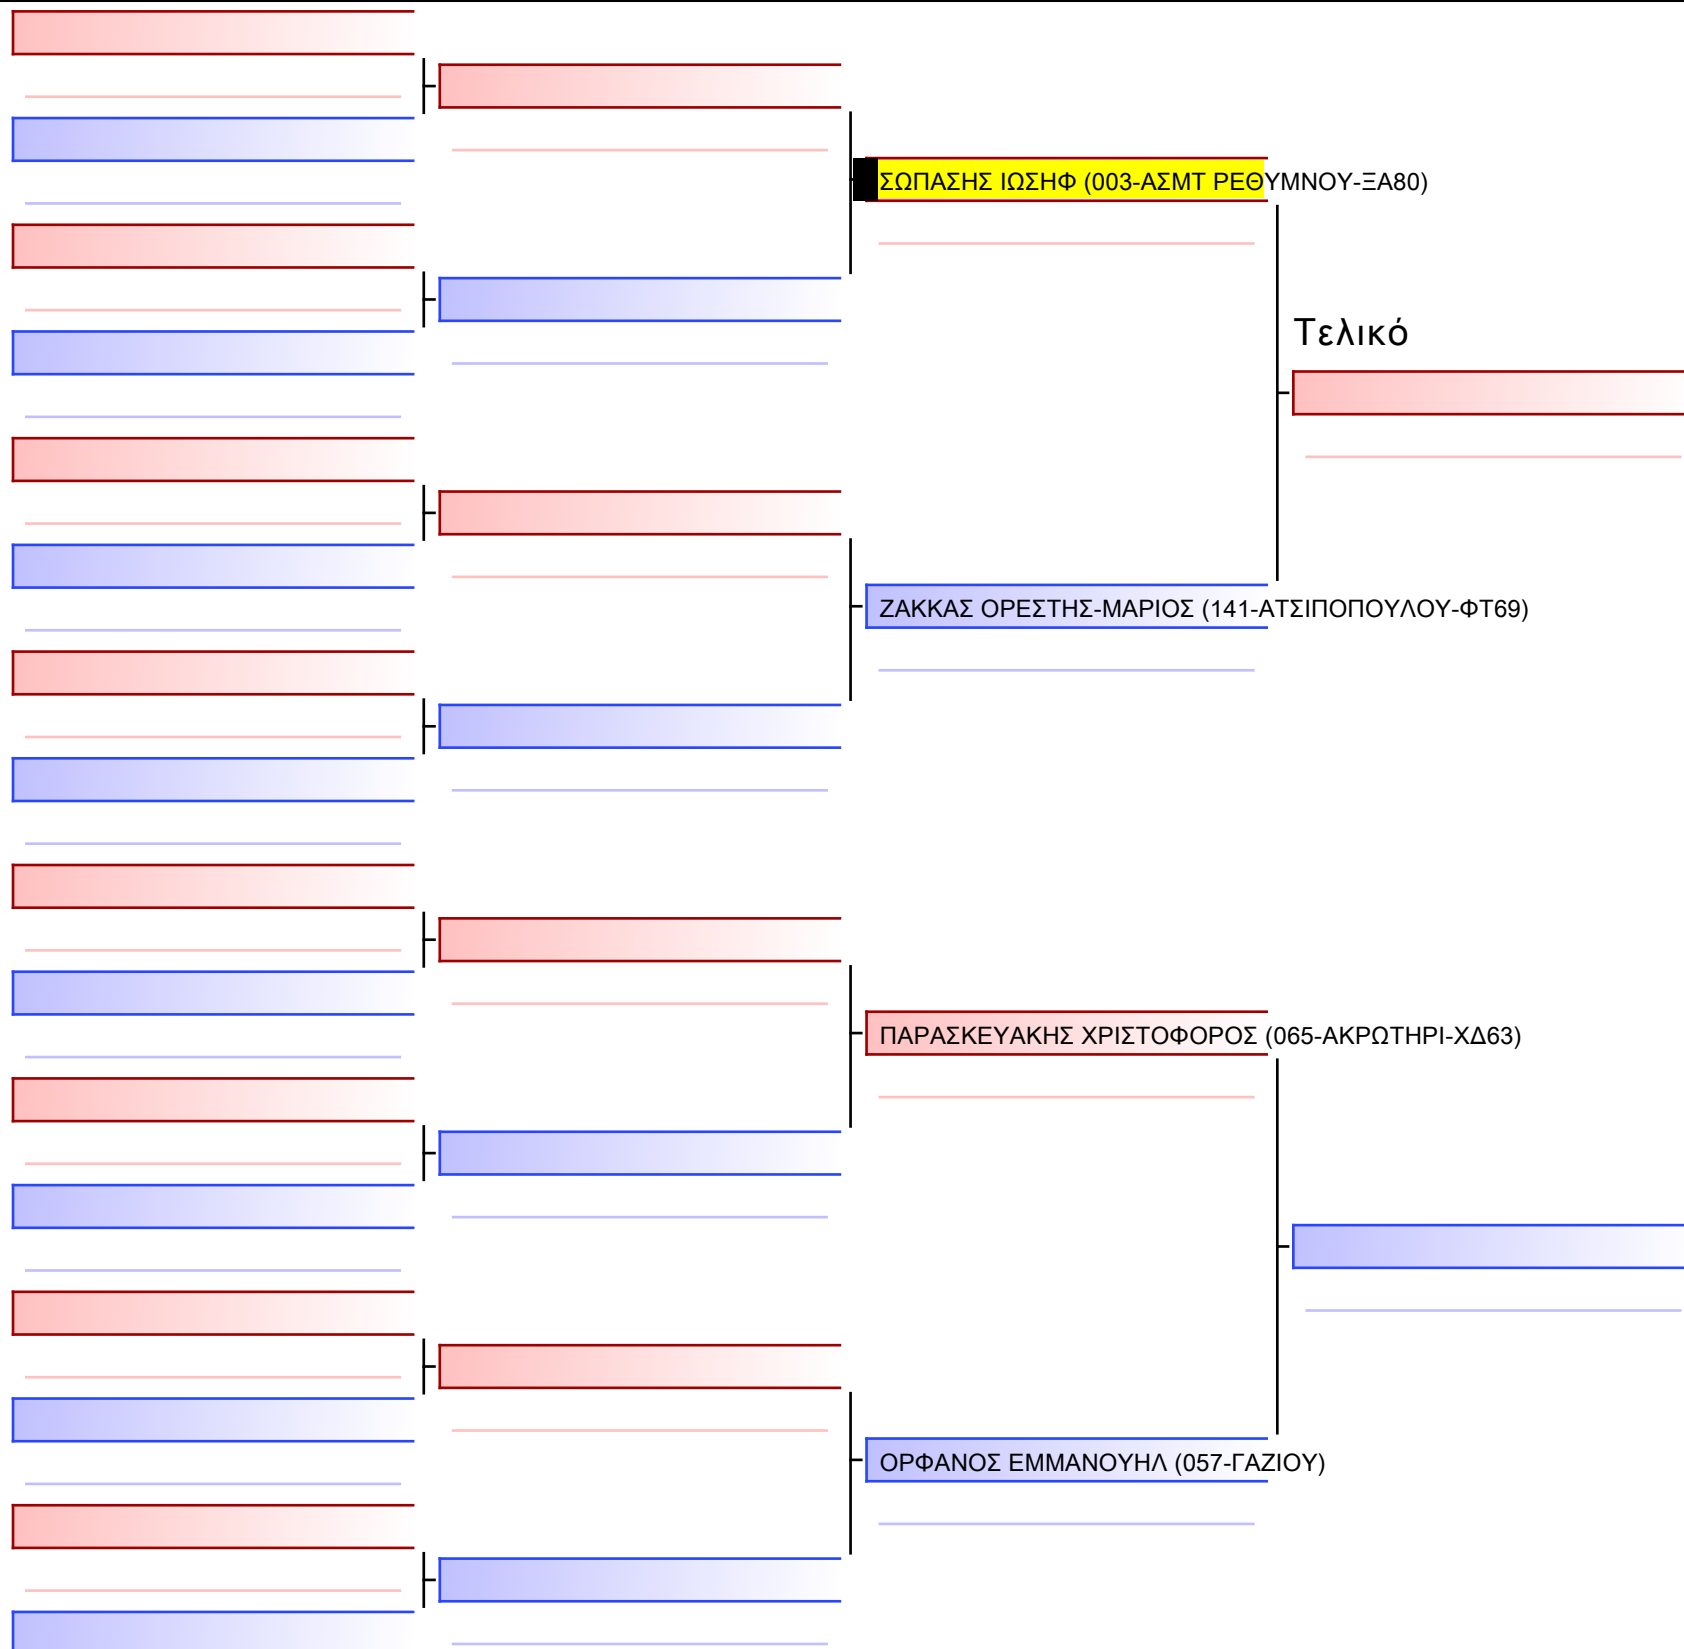 ΣΩΠΑΣΗΣ ΙΩΣΗΦ (003-ΑΣΜΤ ΡΕΘΥΜΝΟΥ-ΞΑ80)
Τελικό
ΖΑΚΚΑΣ ΟΡΕΣΤΗΣ-ΜΑΡΙΟΣ (141-ΑΤΣΙΠΟΠΟΥΛΟΥ-ΦΤ69)
ΠΑΡΑΣΚΕΥΑΚΗΣ ΧΡΙΣΤΟΦΟΡΟΣ (065-ΑΚΡΩΤΗΡΙ-ΧΔ63)
ΟΡΦΑΝΟΣ ΕΜΜΑΝΟΥΗΛ (057-ΓΑΖΙΟΥ)